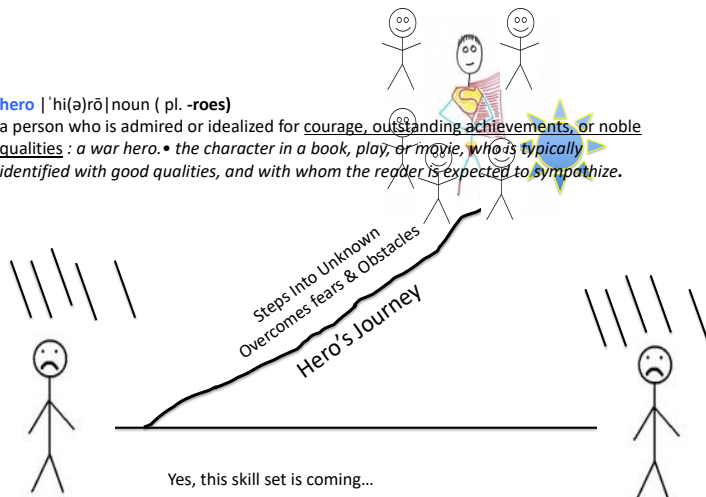 hero |ˈhi(ə)rō|noun ( pl. -roes)
a person who is admired or idealized for courage, outstanding achievements, or noble
qualities : a war hero.• the character in a book, play, or movie, who is typically
identified with good qualities, and with whom the reader is expected to sympathize.
S
Steps Into Unknown
Overcomes fears & Obstacles
Hero's Journey
Yes, this skill set is coming…